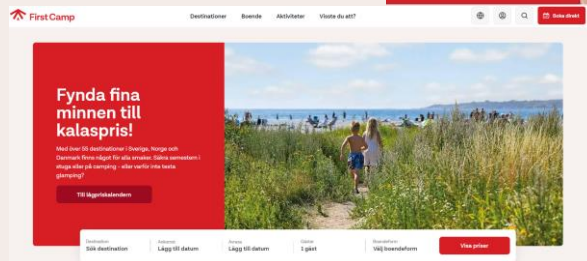 First Camp
Destinationer Boende Aktiviteter Visste du att?
Boka direkt
Fynda fina
minnen till
kalaspris!
Med över 55 destinationer i Sverige, Norge och
Danmark finns något för alla smaker. Säkra semestern i
stuga eller på camping – eller varför inte testa
glamping?
Till lågpriskalendern
Destination
Sök destination
Ankomst
Lägg till datum
Avresa
Lägg till datum
Gäster
1 gäst
Boendeform
Välj boendeform
Visa priser